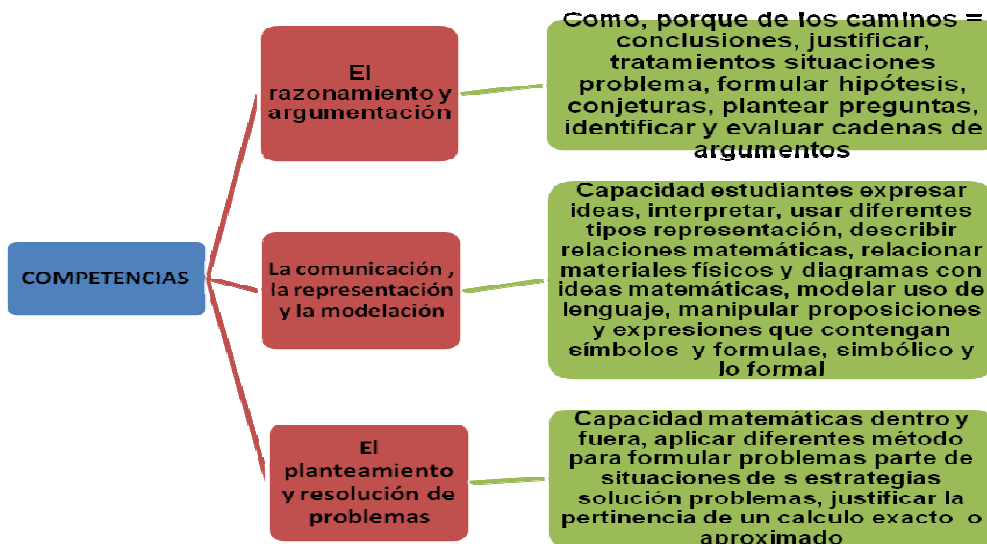 COMPETENCIAS
El
razonamiento y
argumentación
Como, porque de los caminos =
conclusiones, justificar,
tratamientos situaciones
problema, formular hipótesis,
conjeturas, plantear preguntas,
identificar y evaluar cadenas de
argumentos
La comunicación ,
la representación
y la modelación
Capacidad estudiantes expresar
ideas, interpretar, usar diferentes
tipos representación, describir
relaciones matemáticas, relacionar
materiales físicos y diagramas con
ideas matemáticas, modelar uso de
lenguaje, manipular proposiciones
y expresiones que contengan
símbolos y formulas, simbólico y
lo formal
El
planteamiento
y resolución de
problemas
Capacidad matemáticas dentro y
fuera, aplicar diferentes método
para formular problemas parte de
situaciones de s estrategias
solución problemas, justificar la
pertinencia de un calculo exacto o
aproximado